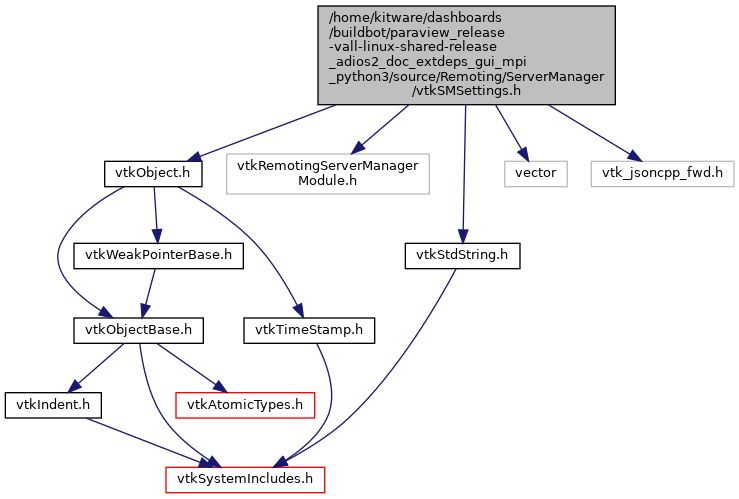 /home/kitware/dashboards
/buildbot/paraview_release
-vall-linux-shared-release
_adios2_doc_extdeps_gui_mpi
_python3/source/Remoting/ServerManager
/vtkSMSettings.h
vtkObject.h
vtkRemotingServerManager
Module.h
vector
vtk_jsoncpp_fwd.h
vtkWeakPointerBase.h
vtkStdString.h
vtkObjectBase.h
vtkTimeStamp.h
vtkIndent.h
vtkAtomicTypes.h
vtkSystemIncludes.h